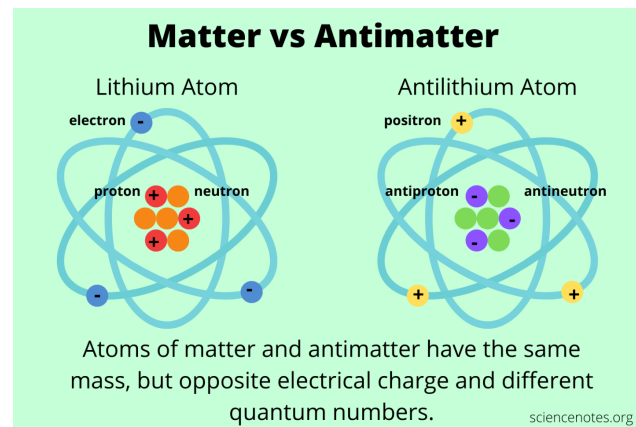 Matter vs Antimatter
Lithium Atom
Antilithium Atom
electron
-
positron
+
proton
+
neutron
antiproton
-
antineutron
+
-
+
-
-
-
+
+
Atoms of matter and antimatter have the same
mass, but opposite electrical charge and different
quantum numbers.
sciencenotes.org